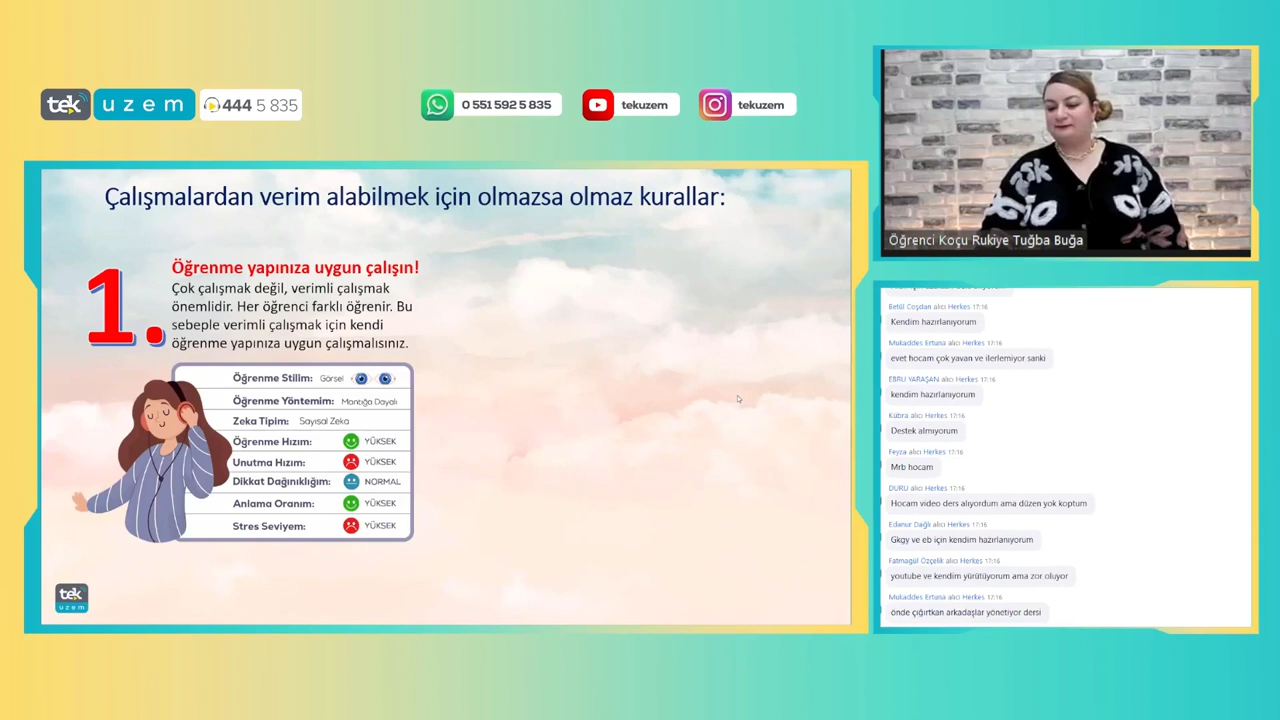 tek uzem 444 5 835
0 551 592 5 835
tekuzem
tekuzem
Çalışmalardan verim alabilmek için olmazsa olmaz kurallar:
1.
Öğrenme yapınıza uygun çalışın!
Çok çalışmak değil, verimli çalışmak
önemlidir. Her öğrenci farklı öğrenir. Bu
sebeple verimli çalışmak için kendi
öğrenme yapınıza uygun çalışmalısınız.
Öğrenme Stilim: Görsel
Öğrenme Yöntemim: Mantığa Dayalı
Zeka Tipim: Sayısal Zeka
Öğrenme Hızım: YÜKSEK
Unutma Hızım: YÜKSEK
Dikkat Dağınıklığım: NORMAL
Anlama Oranım: YÜKSEK
Stres Seviyem: YÜKSEK
tek
uzem
Öğrenci Koçu Rukiye Tuğba Buğa
Betül Coşdan alıcı Herkes 17:16
Kendim hazırlanıyorum
Mukaddes Ertuna alıcı Herkes 17:16
evet hocam çok yavan ve ilerlemiyor sanki
EBRU YARAŞAN alıcı Herkes 17:16
kendim hazırlanıyorum
Kübra alıcı Herkes 17:16
Destek almıyorum
Feyza alıcı Herkes 17:16
Mrb hocam
DURU alıcı Herkes 17:16
Hocam video ders alıyordum ama düzen yok koptum
Edanur Dağlı alıcı Herkes 17:16
Gkgy ve eb için kendim hazırlanıyorum
Fatmagül Özçelik alıcı Herkes 17:16
youtube ve kendim yürütüyorum ama zor oluyor
Mukaddes Ertuna alıcı Herkes 17:16
önde çığırtkan arkadaşlar yönetiyor dersi